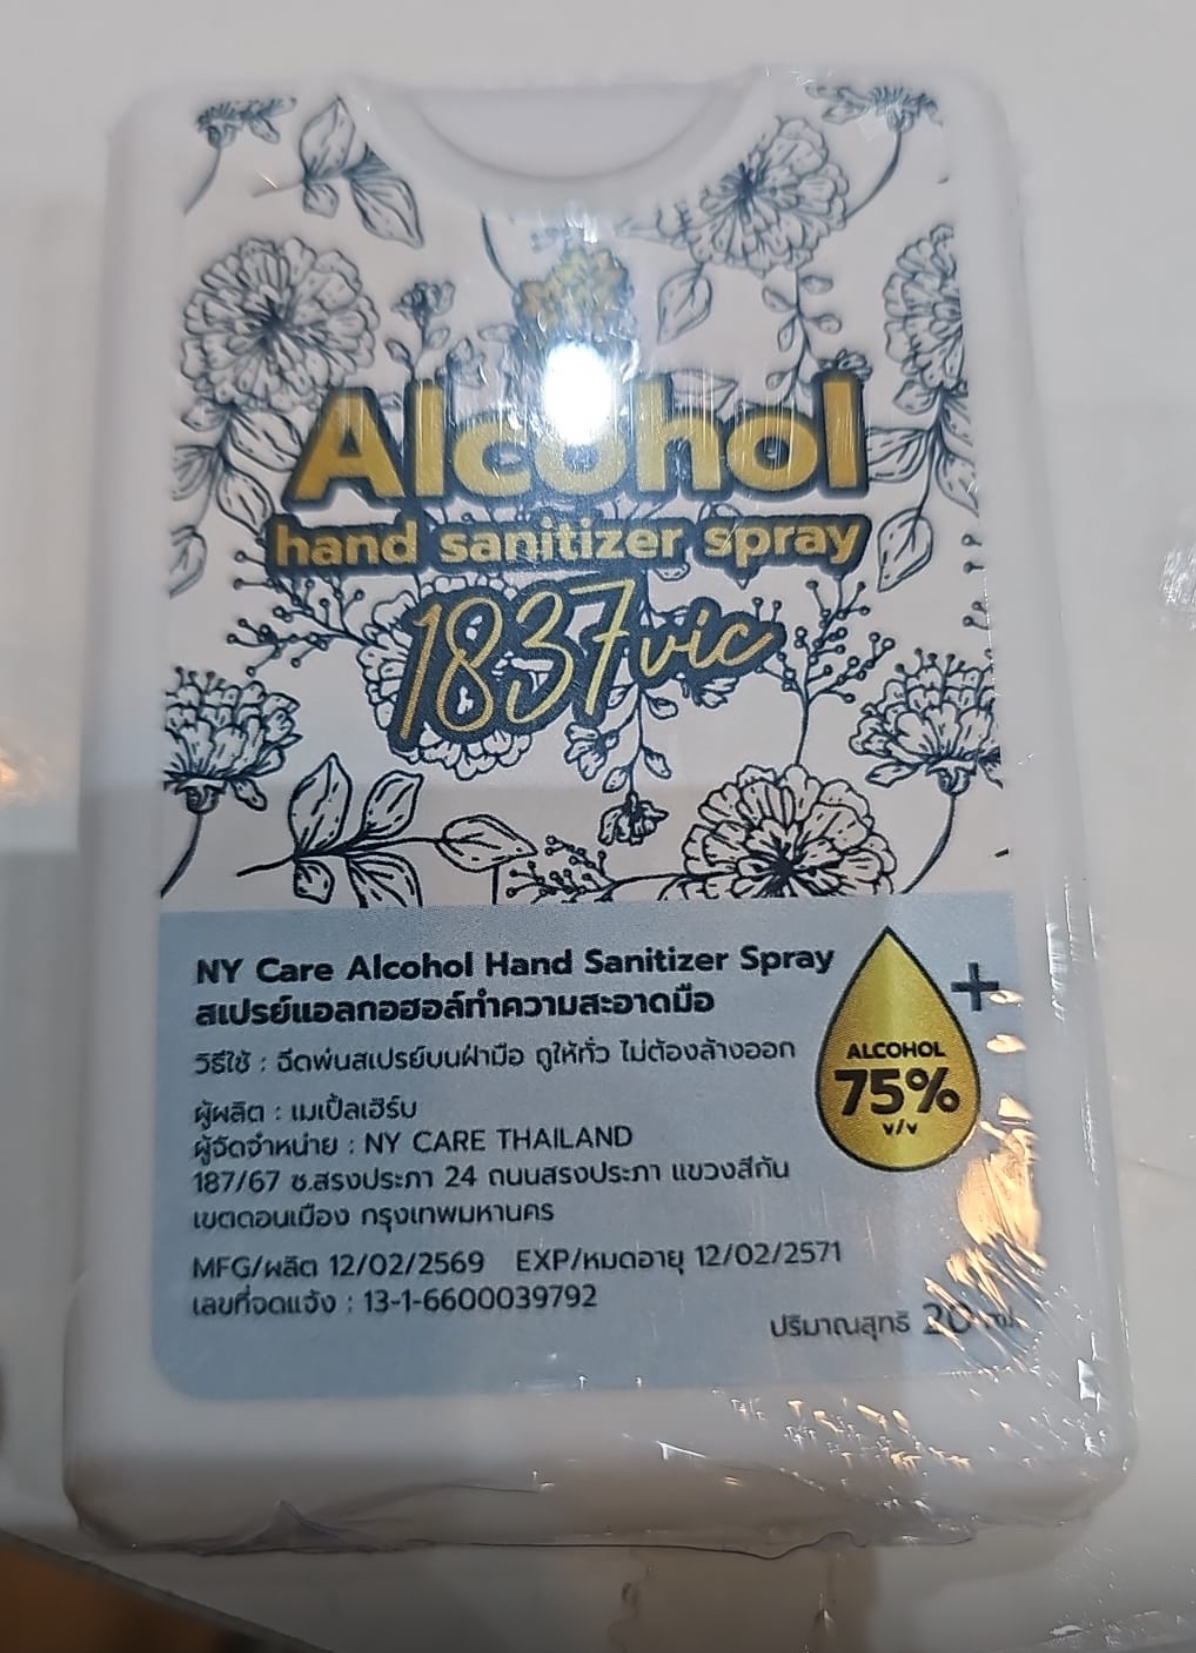 Alcohol
hand sanitizer spray
1837vic
NY Care Alcohol Hand Sanitizer Spray
สเปรย์แอลกอฮอล์ทำความสะอาดมือ
วิธีใช้ : ฉีดพ่นสเปรย์บนฝ่ามือ ถูให้ทั่ว ไม่ต้องล้างออก
+
ALCOHOL
75%
v/v
ผู้ผลิต : เมเปิ้ลเฮิร์บ
ผู้จัดจำหน่าย : NY CARE THAILAND
187/67 ซ.สรงประภา 24 ถนนสรงประภา แขวงสีกัน
เขตดอนเมือง กรุงเทพมหานคร
MFG/ผลิต 12/02/2569 EXP/หมดอายุ 12/02/2571
เลขที่จดแจ้ง : 13-1-6600039792
ปริมาณสุทธิ 20 ml